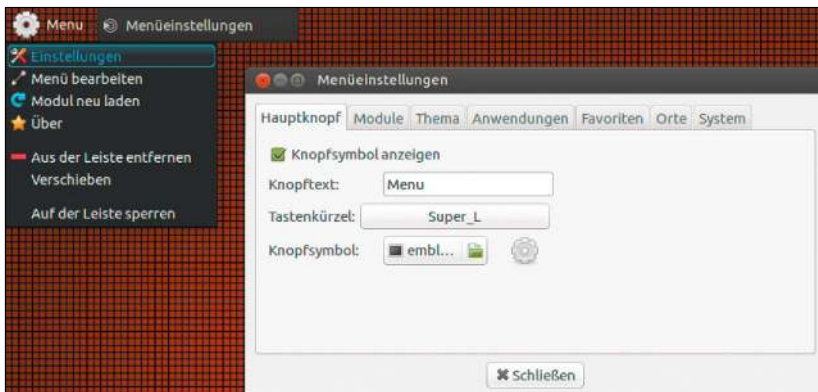 Menu Menüeinstellungen
Einstellungen
Menü bearbeiten
Modul neu laden
Über
Aus der Leiste entfernen
Verschieben
Auf der Leiste sperren
Menüeinstellungen
Hauptknopf Module Thema Anwendungen Favoriten Orte System
Knopfsymbol anzeigen
Knopftext: Menu
Tastenkürzel: Super_L
Knopfsymbol: embl...
Schließen